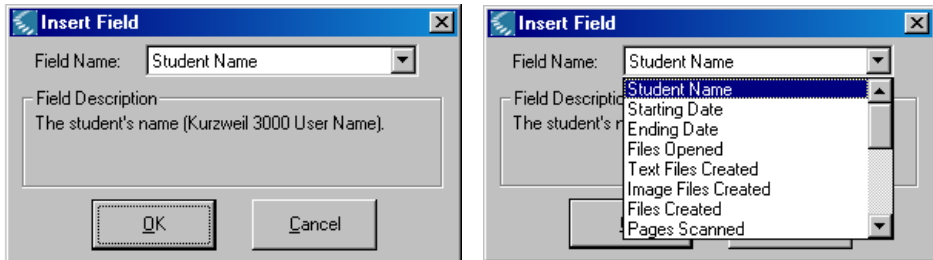 Insert Field
Field Name: Student Name
Field Description
The student's name (Kurzweil 3000 User Name).
OK Cancel
Insert Field
Field Name: Student Name
Student Name
Field Descriptio Starting Date
The student's n Ending Date
Files Opened
Text Files Created
Image Files Created
Files Created
Pages Scanned